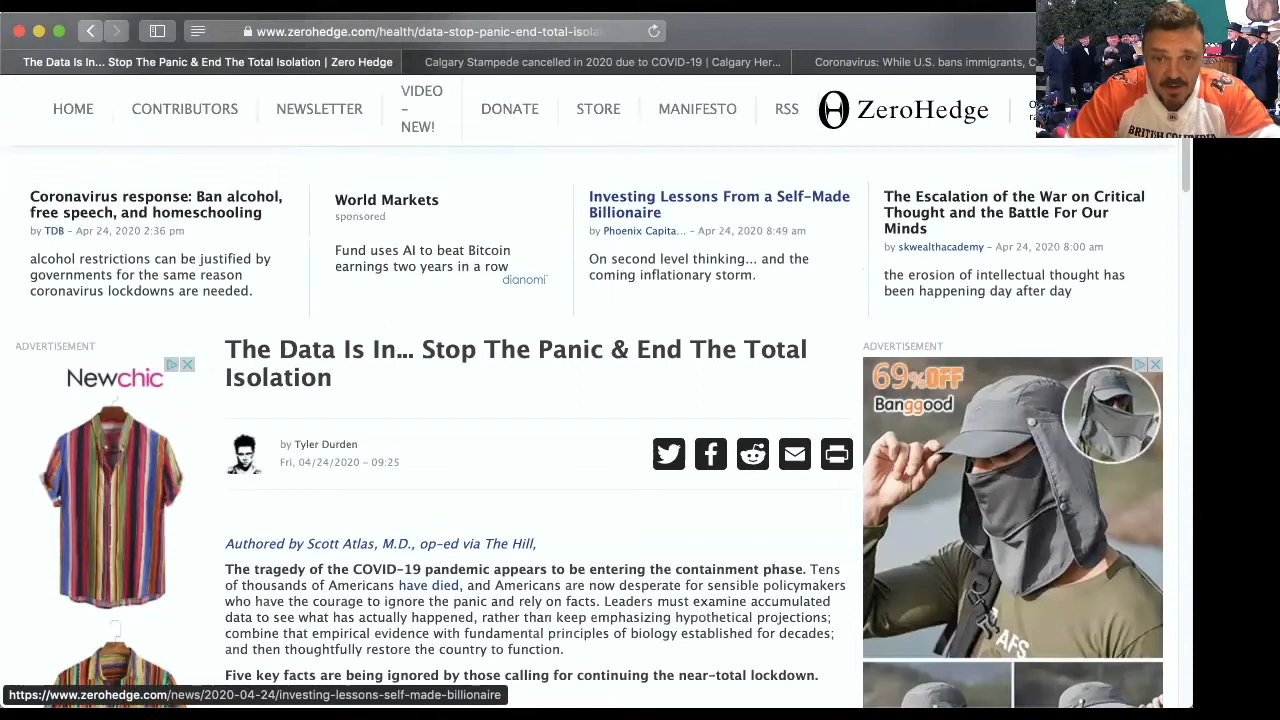 www.zerohedge.com/health/data-stop-panic-end-total-isola
The Data Is In... Stop The Panic & End The Total Isolation | Zero Hedge
Calgary Stampede cancelled in 2020 due to COVID-19 | Calgary Her...
Coronavirus: While U.S. bans immigrants, C
HOME
CONTRIBUTORS
NEWSLETTER
VIDEO
–
NEW!
DONATE
STORE
MANIFESTO
RSS
ZeroHedge
BRITISH COLUMBIA
Coronavirus response: Ban alcohol,
free speech, and homeschooling
by TDB – Apr 24, 2020 2:36 pm
alcohol restrictions can be justified by
governments for the same reason
coronavirus lockdowns are needed.
World Markets
sponsored
Fund uses AI to beat Bitcoin
earnings two years in a row
dianomi
Investing Lessons From a Self-Made
Billionaire
by Phoenix Capita... – Apr 24, 2020 8:49 am
On second level thinking... and the
coming inflationary storm.
The Escalation of the War on Critical
Thought and the Battle For Our
Minds
by skwealthacademy – Apr 24, 2020 8:00 am
the erosion of intellectual thought has
been happening day after day
ADVERTISEMENT
Newchic
The Data Is In... Stop The Panic & End The Total
Isolation
by Tyler Durden
Fri, 04/24/2020 – 09:25
Authored by Scott Atlas, M.D., op-ed via The Hill,
The tragedy of the COVID-19 pandemic appears to be entering the containment phase. Tens
of thousands of Americans have died, and Americans are now desperate for sensible policymakers
who have the courage to ignore the panic and rely on facts. Leaders must examine accumulated
data to see what has actually happened, rather than keep emphasizing hypothetical projections;
combine that empirical evidence with fundamental principles of biology established for decades;
and then thoughtfully restore the country to function.
Five key facts are being ignored by those calling for continuing the near-total lockdown.
ADVERTISEMENT
69%OFF
Banggood
AFS
https://www.zerohedge.com/news/2020-04-24/investing-lessons-self-made-billionaire